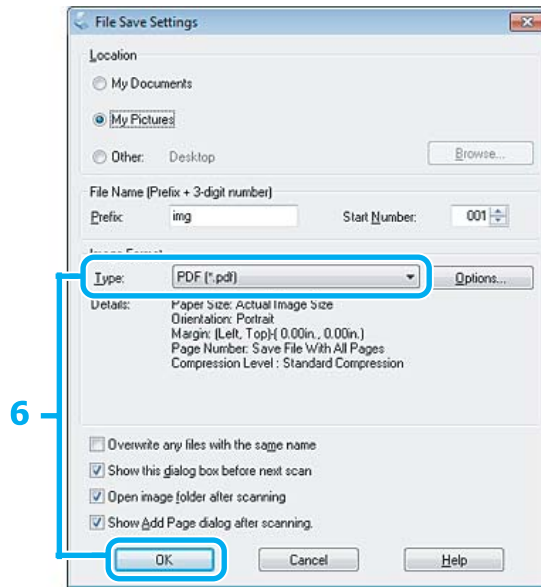 File Save Settings
Location
My Documents
My Pictures
Other: Desktop Browse...
File Name (Prefix + 3-digit number)
Prefix: img Start Number: 001
Image Format
Type: PDF (*.pdf) Options...
Details: Paper Size: Actual Image Size
Orientation: Portrait
Margin: (Left, Top)( 0.00in., 0.00in.)
Page Number: Save File With All Pages
Compression Level : Standard Compression
6
Overwrite any files with the same name
Show this dialog box before next scan
Open image folder after scanning
Show Add Page dialog after scanning.
OK Cancel Help